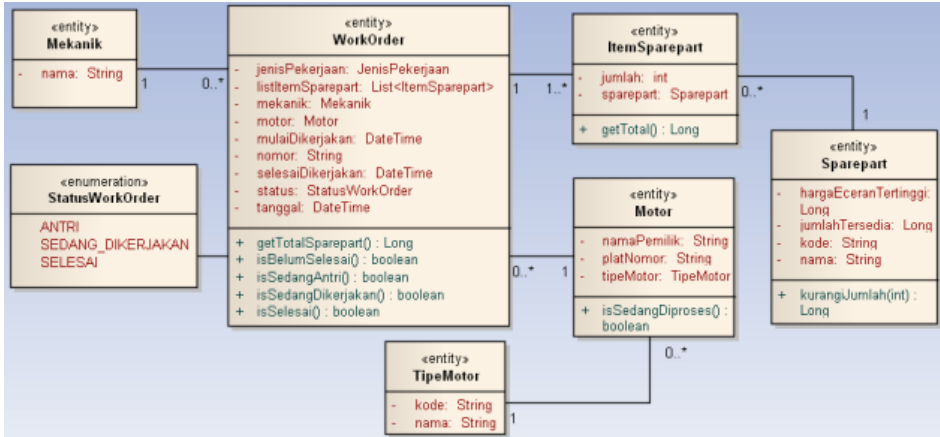 «entity»
Mekanik
- nama: String
1
0..*
«entity»
WorkOrder
- jenisPekerjaan: JenisPekerjaan
- listItemSparepart: List<ItemSparepart>
- mekanik: Mekanik
- motor: Motor
- mulaiDikerjakan: DateTime
- nomor: String
- selesaiDikerjakan: DateTime
- status: StatusWorkOrder
- tanggal: DateTime
+ getTotalSparepart() : Long
+ isBelumSelesai() : boolean
+ isSedangAntri() : boolean
+ isSedangDikerjakan() : boolean
+ isSelesai() : boolean
1
1..*
«entity»
ItemSparepart
- jumlah: int
- sparepart: Sparepart
+ getTotal() : Long
0..*
1
«entity»
Sparepart
- hargaEceranTertinggi:
Long
- jumlahTersedia: Long
- kode: String
- nama: String
+ kurangiJumlah(int) :
Long
«enumeration»
StatusWorkOrder
ANTRI
SEDANG_DIKERJAKAN
SELESAI
0..*
1
«entity»
Motor
- namaPemilik: String
- platNomor: String
- tipeMotor: TipeMotor
+ isSedangDiproses() :
boolean
0..*
«entity»
TipeMotor
- kode: String
- nama: String
1